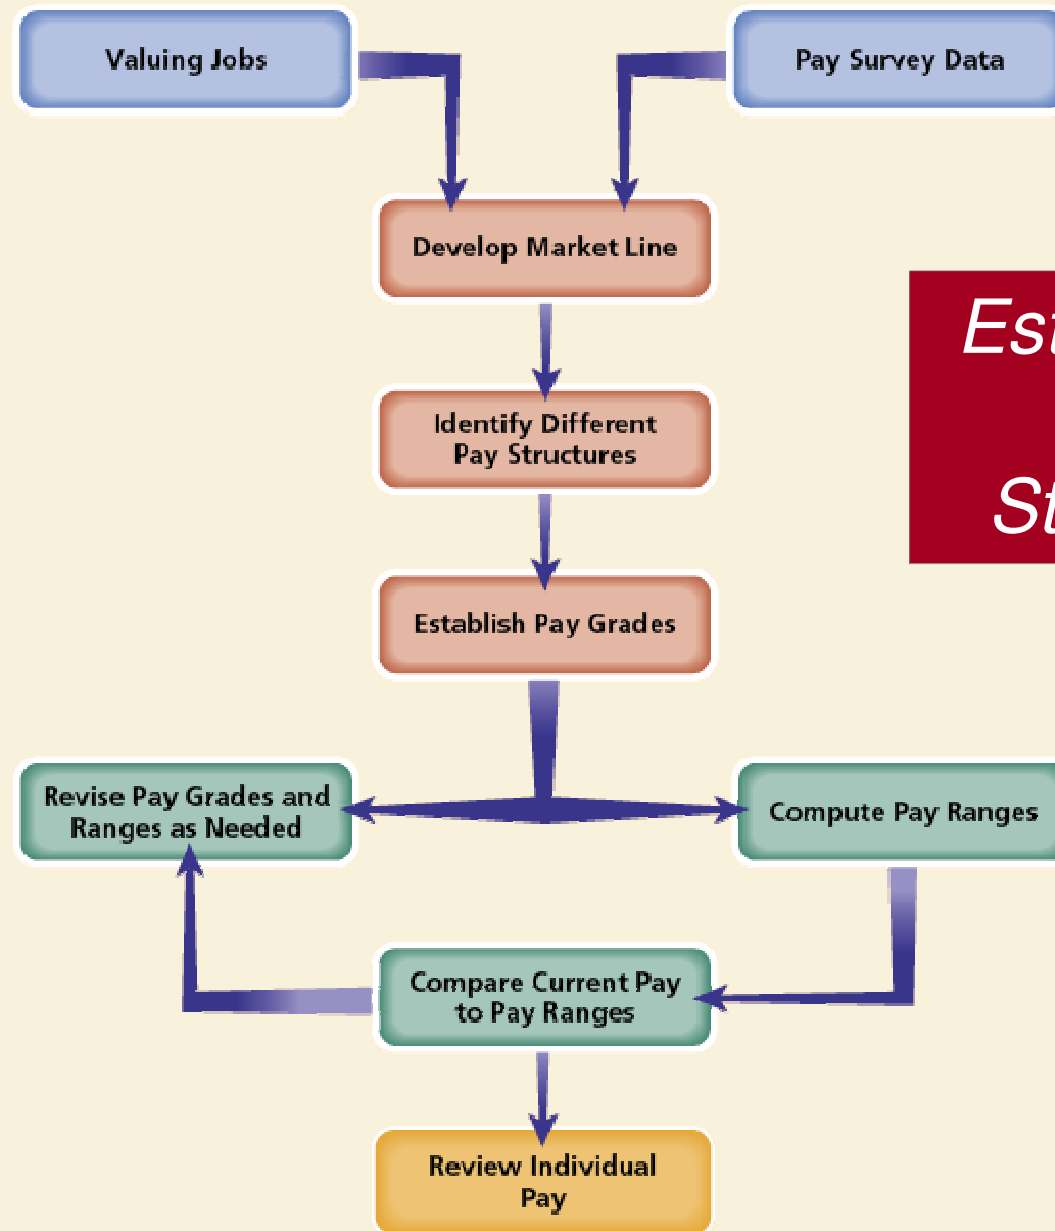 Valuing Jobs
Pay Survey Data
Develop Market Line
Identify Different
Pay Structures
Establish Pay Grades
Revise Pay Grades and
Ranges as Needed
Compute Pay Ranges
Compare Current Pay
to Pay Ranges
Review Individual
Pay